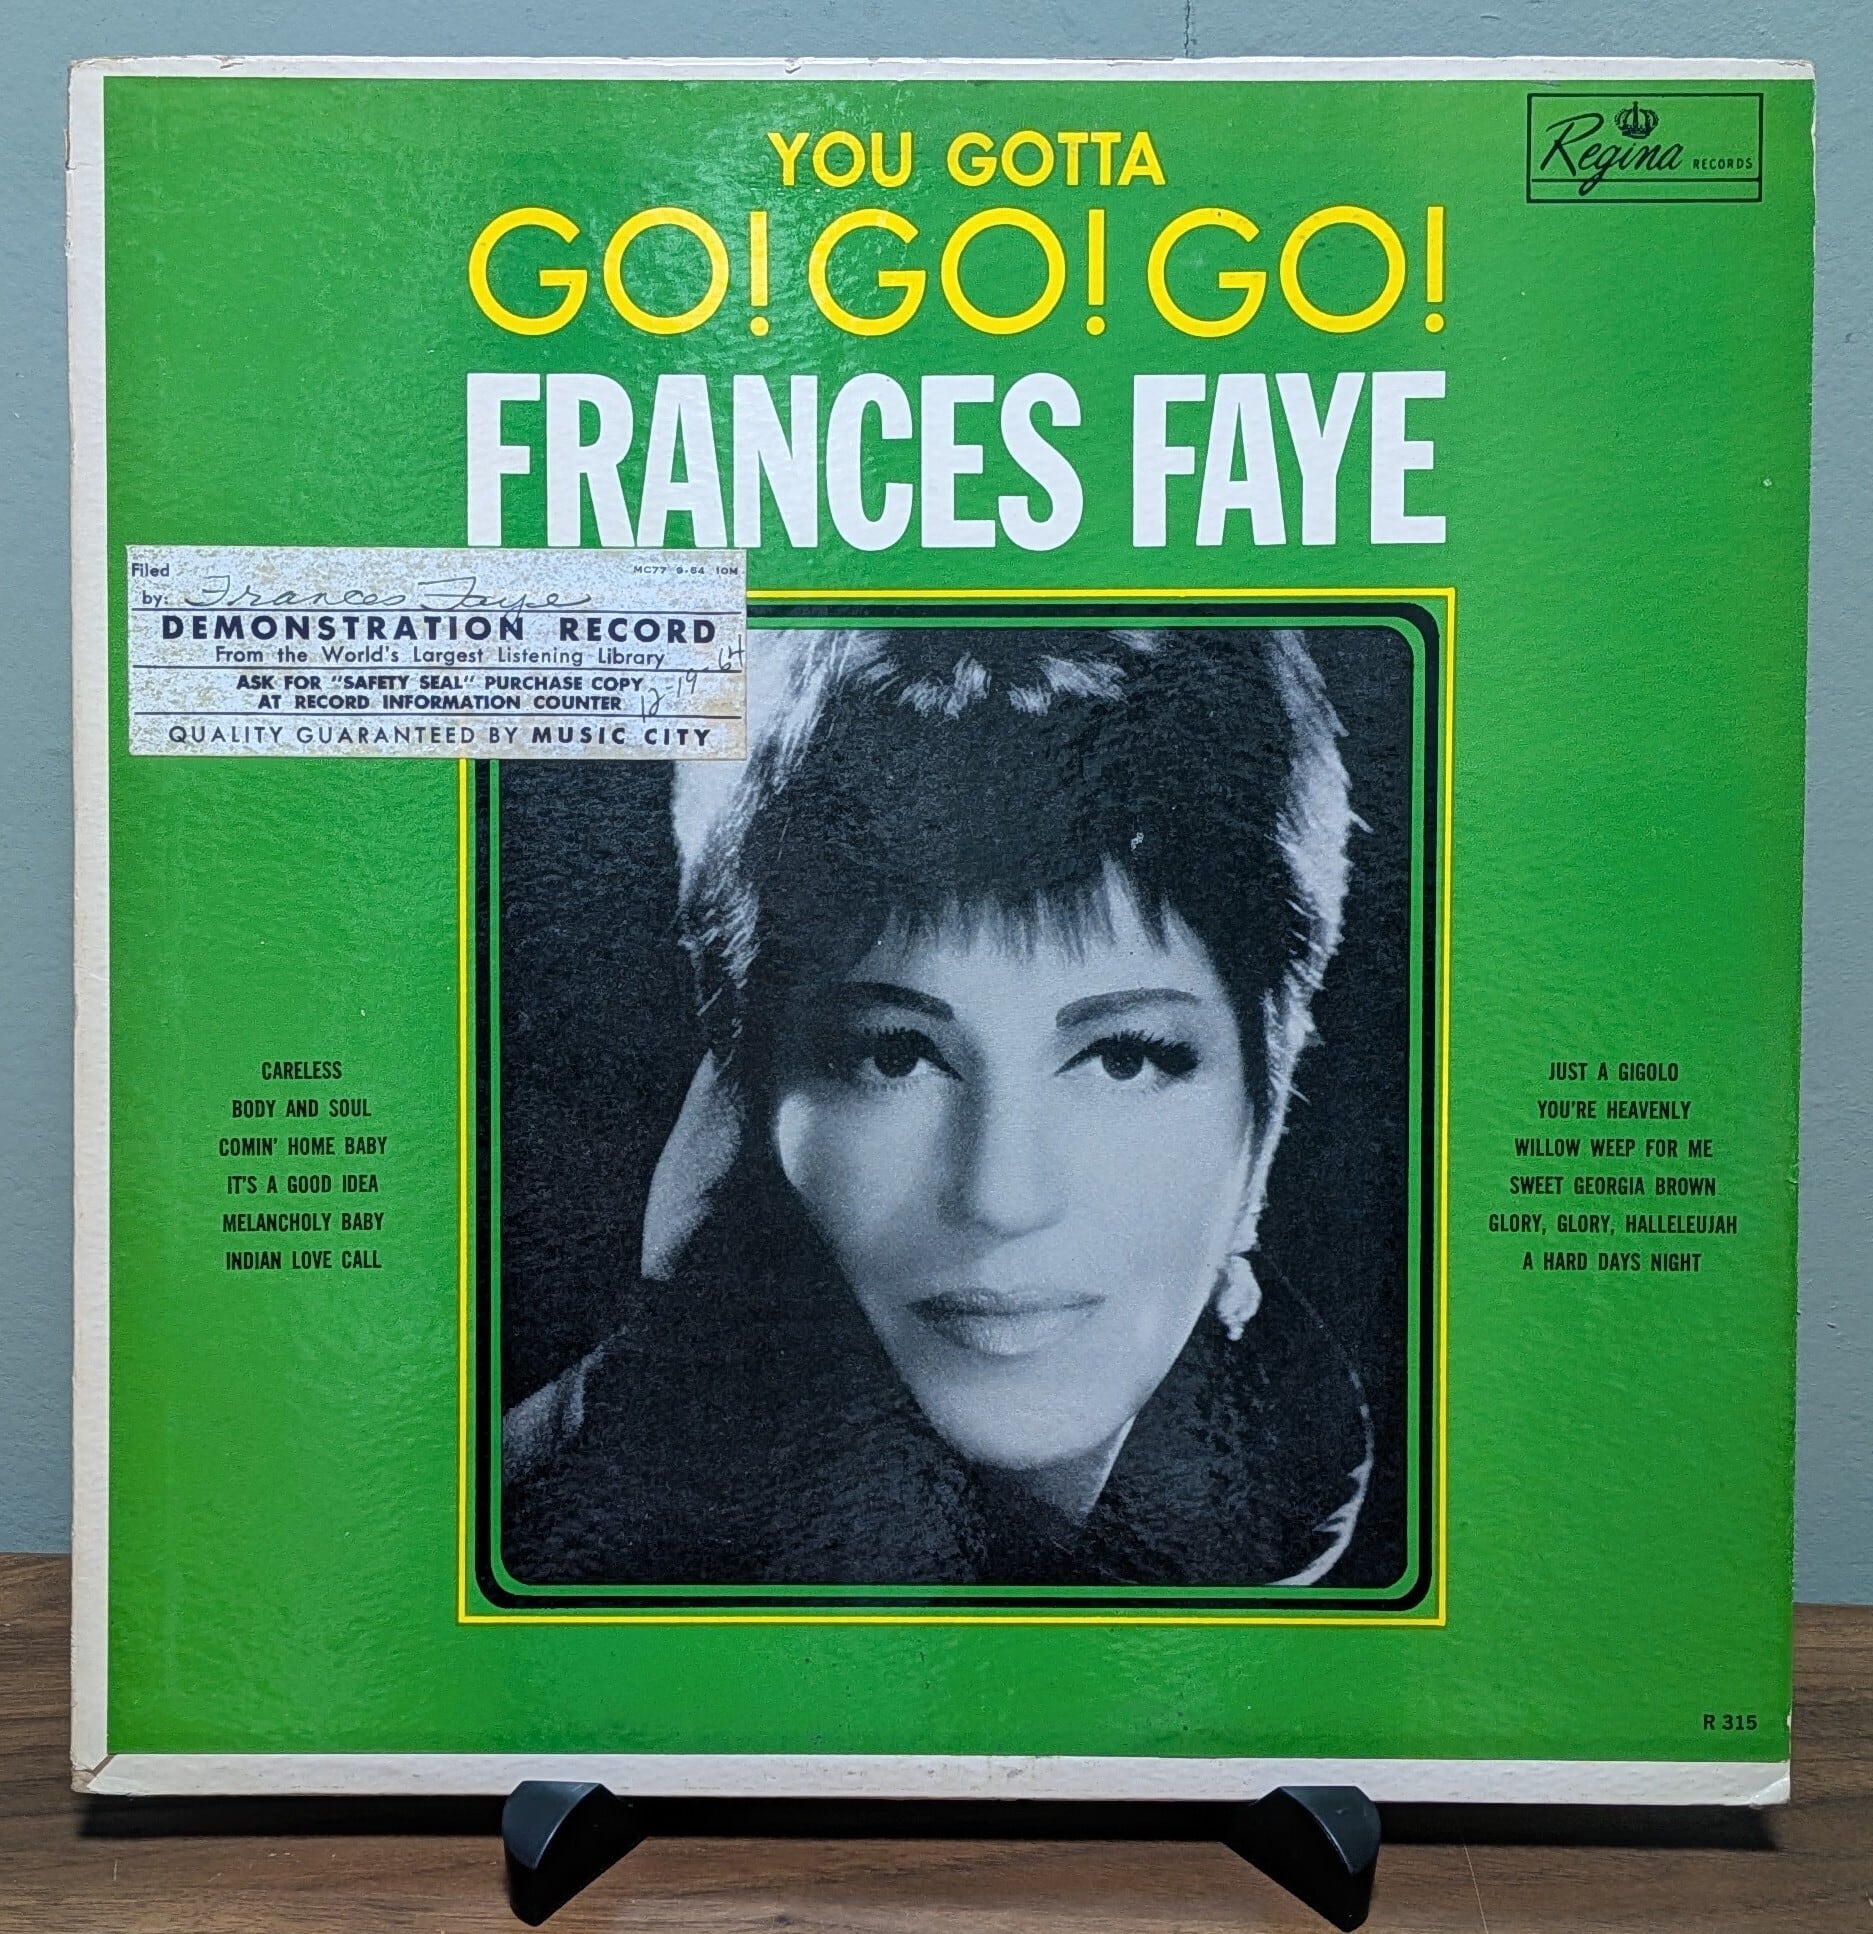 YOU GOTTA
GO! GO! GO!
FRANCES FAYE
Regina RECORDS
Filed MC77 9-64 10M
by: Frances Faye
DEMONSTRATION RECORD
From the World's Largest Listening Library
ASK FOR "SAFETY SEAL" PURCHASE COPY
AT RECORD INFORMATION COUNTER
12-19-64
QUALITY GUARANTEED BY MUSIC CITY
CARELESS
BODY AND SOUL
COMIN' HOME BABY
IT'S A GOOD IDEA
MELANCHOLY BABY
INDIAN LOVE CALL
JUST A GIGOLO
YOU'RE HEAVENLY
WILLOW WEEP FOR ME
SWEET GEORGIA BROWN
GLORY, GLORY, HALLELEUJAH
A HARD DAYS NIGHT
R 315